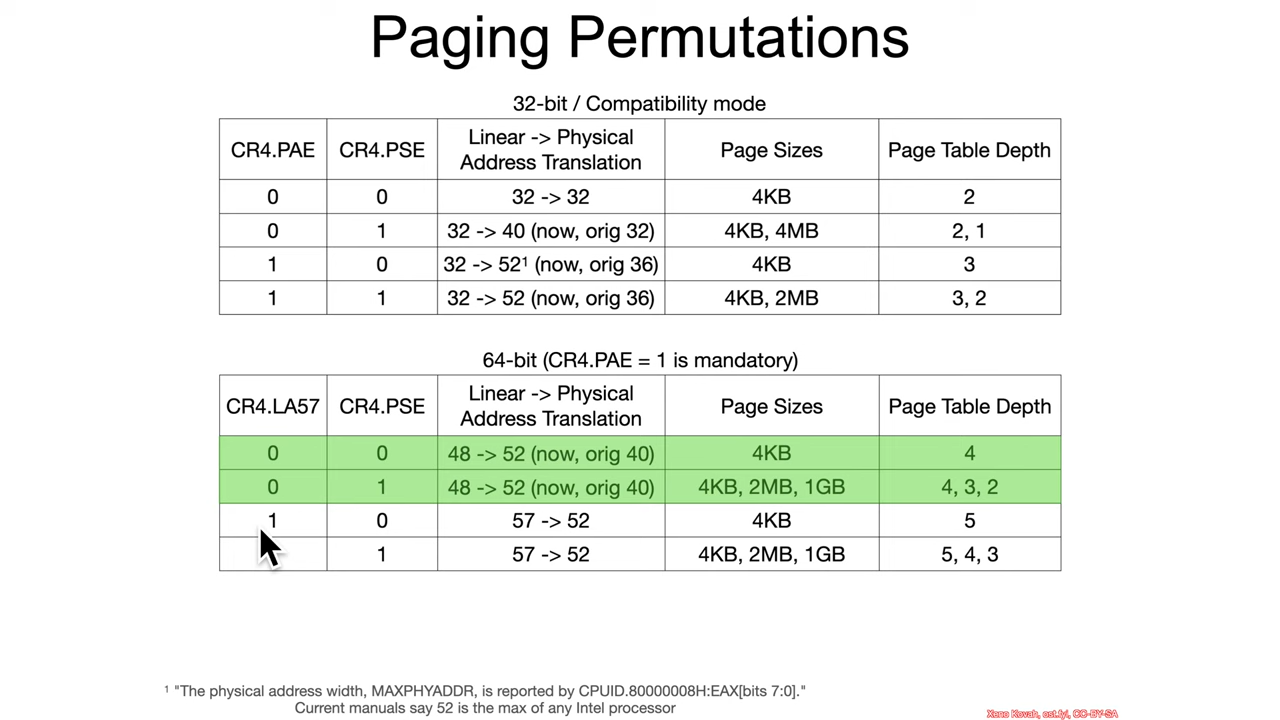 Paging Permutations
32-bit / Compatibility mode
CR4.PAE CR4.PSE Linear -> Physical Address Translation Page Sizes Page Table Depth
0 0 32 -> 32 4KB 2
0 1 32 -> 40 (now, orig 32) 4KB, 4MB 2, 1
1 0 32 -> 52¹ (now, orig 36) 4KB 3
1 1 32 -> 52 (now, orig 36) 4KB, 2MB 3, 2
64-bit (CR4.PAE = 1 is mandatory)
CR4.LA57 CR4.PSE Linear -> Physical Address Translation Page Sizes Page Table Depth
0 0 48 -> 52 (now, orig 40) 4KB 4
0 1 48 -> 52 (now, orig 40) 4KB, 2MB, 1GB 4, 3, 2
1 0 57 -> 52 4KB 5
1 57 -> 52 4KB, 2MB, 1GB 5, 4, 3
¹ "The physical address width, MAXPHYADDR, is reported by CPUID.80000008H:EAX[bits 7:0]."
Current manuals say 52 is the max of any Intel processor
Xeno Kovah, ost.fyi, CC-BY-SA